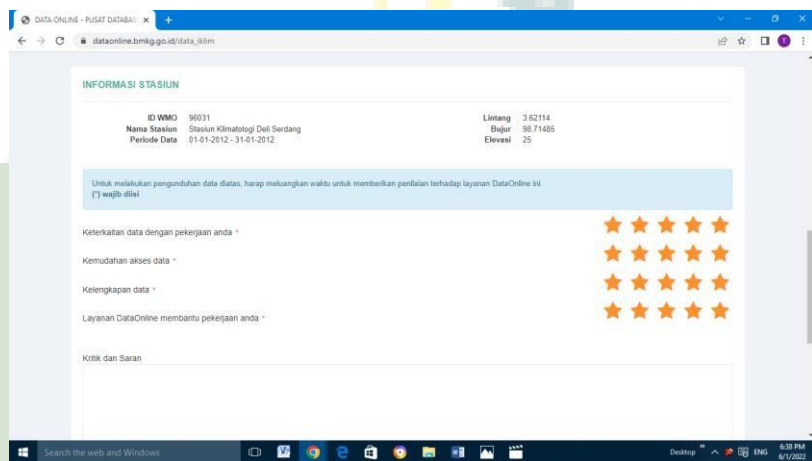 DATA ONLINE - PUSAT DATABAS
dataonline.bmkg.go.id/data_iklim
T
INFORMASI STASIUN
ID WMO 96031
Nama Stasiun Stasiun Klimatologi Deli Serdang
Periode Data 01-01-2012 - 31-01-2012
Lintang 3.62114
Bujur 98.71485
Elevasi 25
Untuk melakukan pengunduhan data diatas, harap meluangkan waktu untuk memberikan penilaian terhadap layanan DataOnline ini.
(*) wajib diisi
Keterkaitan data dengan pekerjaan anda *
Kemudahan akses data *
Kelengkapan data *
Layanan DataOnline membantu pekerjaan anda *
Kritik dan Saran
Search the web and Windows
Desktop
ENG
6:38 PM
6/1/2022